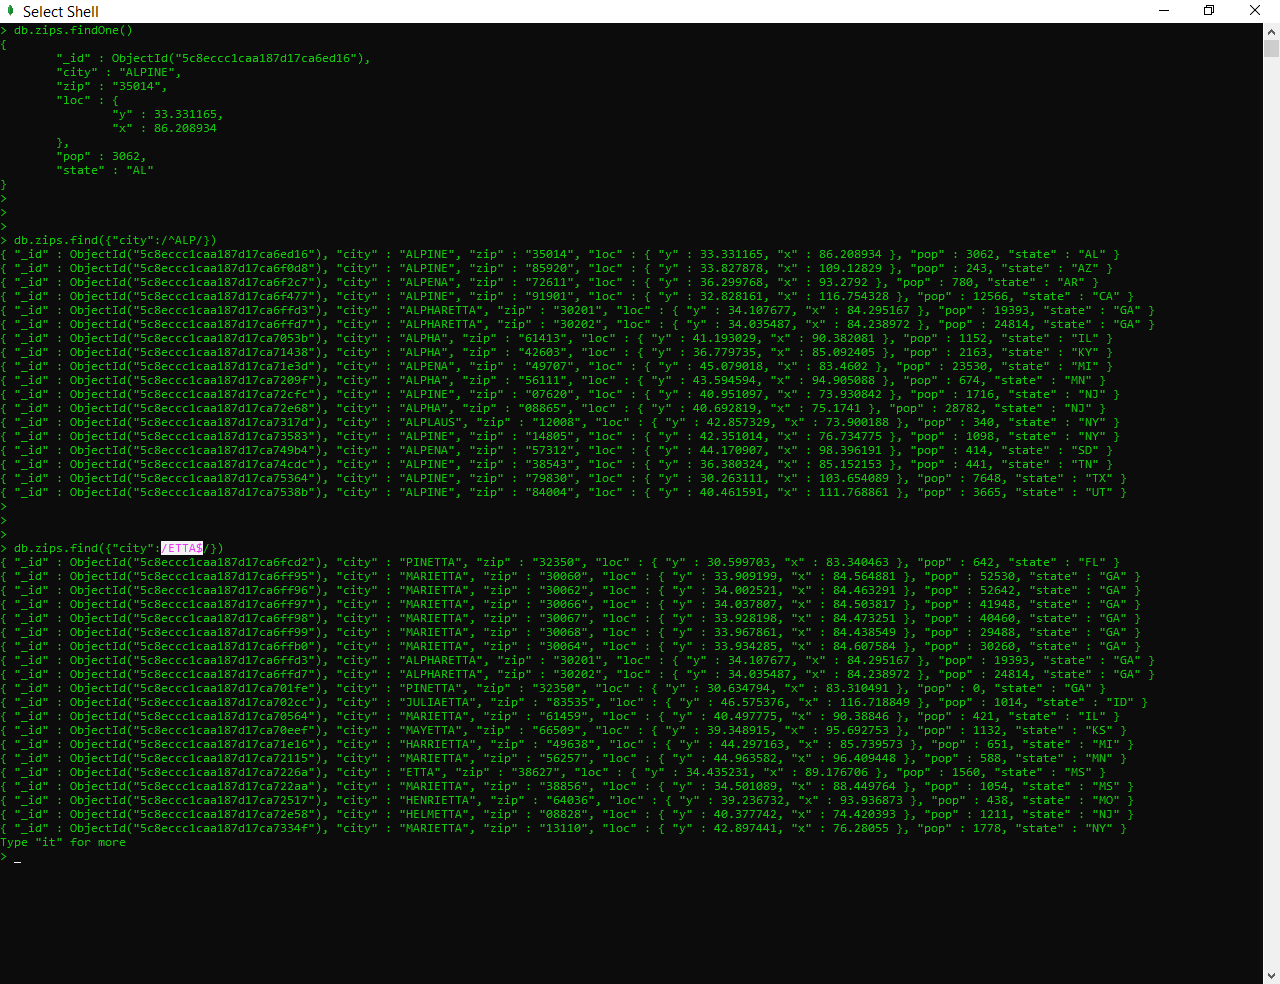 Select Shell
> db.zips.findOne()
{
        "_id" : ObjectId("5c8eccc1caa187d17ca6ed16"),
        "city" : "ALPINE",
        "zip" : "35014",
        "loc" : {
                "y" : 33.331165,
                "x" : 86.208934
        },
        "pop" : 3062,
        "state" : "AL"
}
>
>
>
> db.zips.find({"city":/^ALP/})
{ "_id" : ObjectId("5c8eccc1caa187d17ca6ed16"), "city" : "ALPINE", "zip" : "35014", "loc" : { "y" : 33.331165, "x" : 86.208934 }, "pop" : 3062, "state" : "AL" }
{ "_id" : ObjectId("5c8eccc1caa187d17ca6f0d8"), "city" : "ALPINE", "zip" : "85920", "loc" : { "y" : 33.827878, "x" : 109.12829 }, "pop" : 243, "state" : "AZ" }
{ "_id" : ObjectId("5c8eccc1caa187d17ca6f2c7"), "city" : "ALPENA", "zip" : "72611", "loc" : { "y" : 36.299768, "x" : 93.2792 }, "pop" : 780, "state" : "AR" }
{ "_id" : ObjectId("5c8eccc1caa187d17ca6f477"), "city" : "ALPINE", "zip" : "91901", "loc" : { "y" : 32.828161, "x" : 116.754328 }, "pop" : 12566, "state" : "CA" }
{ "_id" : ObjectId("5c8eccc1caa187d17ca6ffd3"), "city" : "ALPHARETTA", "zip" : "30201", "loc" : { "y" : 34.107677, "x" : 84.295167 }, "pop" : 19393, "state" : "GA" }
{ "_id" : ObjectId("5c8eccc1caa187d17ca6ffd7"), "city" : "ALPHARETTA", "zip" : "30202", "loc" : { "y" : 34.035487, "x" : 84.238972 }, "pop" : 24814, "state" : "GA" }
{ "_id" : ObjectId("5c8eccc1caa187d17ca7053b"), "city" : "ALPHA", "zip" : "61413", "loc" : { "y" : 41.193029, "x" : 90.382081 }, "pop" : 1152, "state" : "IL" }
{ "_id" : ObjectId("5c8eccc1caa187d17ca71438"), "city" : "ALPHA", "zip" : "42603", "loc" : { "y" : 36.779735, "x" : 85.092405 }, "pop" : 2163, "state" : "KY" }
{ "_id" : ObjectId("5c8eccc1caa187d17ca71e3d"), "city" : "ALPENA", "zip" : "49707", "loc" : { "y" : 45.079018, "x" : 83.4602 }, "pop" : 23530, "state" : "MI" }
{ "_id" : ObjectId("5c8eccc1caa187d17ca7209f"), "city" : "ALPHA", "zip" : "56111", "loc" : { "y" : 43.594594, "x" : 94.905088 }, "pop" : 674, "state" : "MN" }
{ "_id" : ObjectId("5c8eccc1caa187d17ca72cfc"), "city" : "ALPINE", "zip" : "07620", "loc" : { "y" : 40.951097, "x" : 73.930842 }, "pop" : 1716, "state" : "NJ" }
{ "_id" : ObjectId("5c8eccc1caa187d17ca72e68"), "city" : "ALPHA", "zip" : "08865", "loc" : { "y" : 40.692819, "x" : 75.1741 }, "pop" : 28782, "state" : "NJ" }
{ "_id" : ObjectId("5c8eccc1caa187d17ca7317d"), "city" : "ALPLAUS", "zip" : "12008", "loc" : { "y" : 42.857329, "x" : 73.900188 }, "pop" : 340, "state" : "NY" }
{ "_id" : ObjectId("5c8eccc1caa187d17ca73583"), "city" : "ALPINE", "zip" : "14805", "loc" : { "y" : 42.351014, "x" : 76.734775 }, "pop" : 1098, "state" : "NY" }
{ "_id" : ObjectId("5c8eccc1caa187d17ca749b4"), "city" : "ALPENA", "zip" : "57312", "loc" : { "y" : 44.170907, "x" : 98.396191 }, "pop" : 414, "state" : "SD" }
{ "_id" : ObjectId("5c8eccc1caa187d17ca74cdc"), "city" : "ALPINE", "zip" : "38543", "loc" : { "y" : 36.380324, "x" : 85.152153 }, "pop" : 441, "state" : "TN" }
{ "_id" : ObjectId("5c8eccc1caa187d17ca75364"), "city" : "ALPINE", "zip" : "79830", "loc" : { "y" : 30.263111, "x" : 103.654089 }, "pop" : 7648, "state" : "TX" }
{ "_id" : ObjectId("5c8eccc1caa187d17ca7538b"), "city" : "ALPINE", "zip" : "84004", "loc" : { "y" : 40.461591, "x" : 111.768861 }, "pop" : 3665, "state" : "UT" }
>
>
>
> db.zips.find({"city":/ETTA$/})
{ "_id" : ObjectId("5c8eccc1caa187d17ca6fcd2"), "city" : "PINETTA", "zip" : "32350", "loc" : { "y" : 30.599703, "x" : 83.340463 }, "pop" : 642, "state" : "FL" }
{ "_id" : ObjectId("5c8eccc1caa187d17ca6ff95"), "city" : "MARIETTA", "zip" : "30060", "loc" : { "y" : 33.909199, "x" : 84.564881 }, "pop" : 52530, "state" : "GA" }
{ "_id" : ObjectId("5c8eccc1caa187d17ca6ff96"), "city" : "MARIETTA", "zip" : "30062", "loc" : { "y" : 34.002521, "x" : 84.463291 }, "pop" : 52642, "state" : "GA" }
{ "_id" : ObjectId("5c8eccc1caa187d17ca6ff97"), "city" : "MARIETTA", "zip" : "30066", "loc" : { "y" : 34.037807, "x" : 84.503817 }, "pop" : 41948, "state" : "GA" }
{ "_id" : ObjectId("5c8eccc1caa187d17ca6ff98"), "city" : "MARIETTA", "zip" : "30067", "loc" : { "y" : 33.928198, "x" : 84.473251 }, "pop" : 40460, "state" : "GA" }
{ "_id" : ObjectId("5c8eccc1caa187d17ca6ff99"), "city" : "MARIETTA", "zip" : "30068", "loc" : { "y" : 33.967861, "x" : 84.438549 }, "pop" : 29488, "state" : "GA" }
{ "_id" : ObjectId("5c8eccc1caa187d17ca6ffb0"), "city" : "MARIETTA", "zip" : "30064", "loc" : { "y" : 33.934285, "x" : 84.607584 }, "pop" : 30260, "state" : "GA" }
{ "_id" : ObjectId("5c8eccc1caa187d17ca6ffd3"), "city" : "ALPHARETTA", "zip" : "30201", "loc" : { "y" : 34.107677, "x" : 84.295167 }, "pop" : 19393, "state" : "GA" }
{ "_id" : ObjectId("5c8eccc1caa187d17ca6ffd7"), "city" : "ALPHARETTA", "zip" : "30202", "loc" : { "y" : 34.035487, "x" : 84.238972 }, "pop" : 24814, "state" : "GA" }
{ "_id" : ObjectId("5c8eccc1caa187d17ca701fe"), "city" : "PINETTA", "zip" : "32350", "loc" : { "y" : 30.634794, "x" : 83.310491 }, "pop" : 0, "state" : "GA" }
{ "_id" : ObjectId("5c8eccc1caa187d17ca702cc"), "city" : "JULIAETTA", "zip" : "83535", "loc" : { "y" : 46.575376, "x" : 116.718849 }, "pop" : 1014, "state" : "ID" }
{ "_id" : ObjectId("5c8eccc1caa187d17ca70564"), "city" : "MARIETTA", "zip" : "61459", "loc" : { "y" : 40.497775, "x" : 90.38846 }, "pop" : 421, "state" : "IL" }
{ "_id" : ObjectId("5c8eccc1caa187d17ca70eef"), "city" : "MAYETTA", "zip" : "66509", "loc" : { "y" : 39.348915, "x" : 95.692753 }, "pop" : 1132, "state" : "KS" }
{ "_id" : ObjectId("5c8eccc1caa187d17ca71e16"), "city" : "HARRIETTA", "zip" : "49638", "loc" : { "y" : 44.297163, "x" : 85.739573 }, "pop" : 651, "state" : "MI" }
{ "_id" : ObjectId("5c8eccc1caa187d17ca72115"), "city" : "MARIETTA", "zip" : "56257", "loc" : { "y" : 44.963582, "x" : 96.409448 }, "pop" : 588, "state" : "MN" }
{ "_id" : ObjectId("5c8eccc1caa187d17ca7226a"), "city" : "ETTA", "zip" : "38627", "loc" : { "y" : 34.435231, "x" : 89.176706 }, "pop" : 1560, "state" : "MS" }
{ "_id" : ObjectId("5c8eccc1caa187d17ca722aa"), "city" : "MARIETTA", "zip" : "38856", "loc" : { "y" : 34.501089, "x" : 88.449764 }, "pop" : 1054, "state" : "MS" }
{ "_id" : ObjectId("5c8eccc1caa187d17ca72517"), "city" : "HENRIETTA", "zip" : "64036", "loc" : { "y" : 39.236732, "x" : 93.936873 }, "pop" : 438, "state" : "MO" }
{ "_id" : ObjectId("5c8eccc1caa187d17ca72e58"), "city" : "HELMETTA", "zip" : "08828", "loc" : { "y" : 40.377742, "x" : 74.420393 }, "pop" : 1211, "state" : "NJ" }
{ "_id" : ObjectId("5c8eccc1caa187d17ca7334f"), "city" : "MARIETTA", "zip" : "13110", "loc" : { "y" : 42.897441, "x" : 76.28055 }, "pop" : 1778, "state" : "NY" }
Type "it" for more
> _